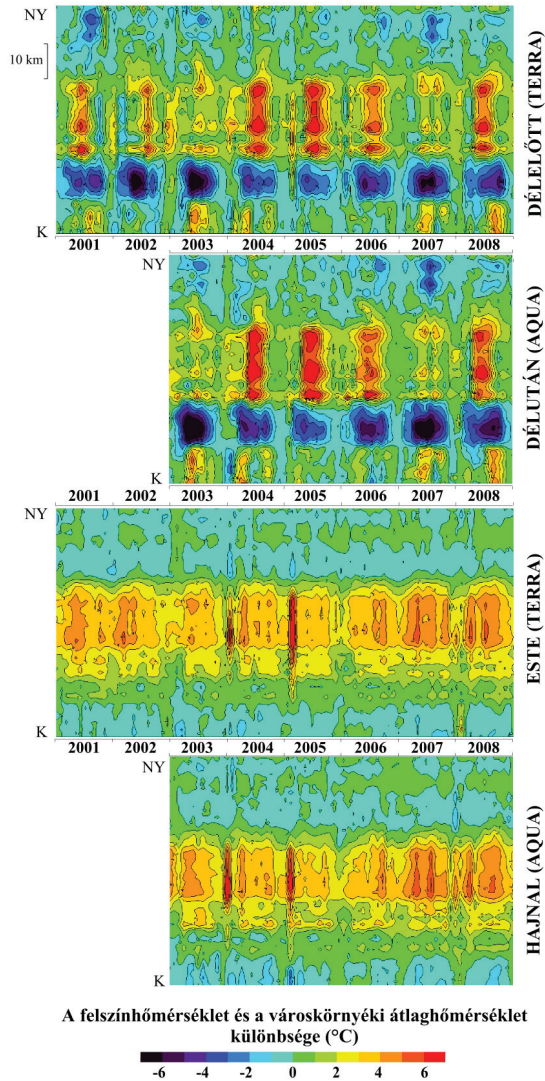 NY
10 km
K
DÉLELŐTT (TERRA)
2001 2002 2003 2004 2005 2006 2007 2008
K
DÉLUTÁN (AQUA)
2001 2002 2003 2004 2005 2006 2007 2008
NY
K
ESTE (TERRA)
2001 2002 2003 2004 2005 2006 2007 2008
NY
K
HAJNAL (AQUA)
A felszínhőmérséklet és a városkörnyéki átlaghőmérséklet
különbsége (°C)
-6 -4 -2 0 2 4 6